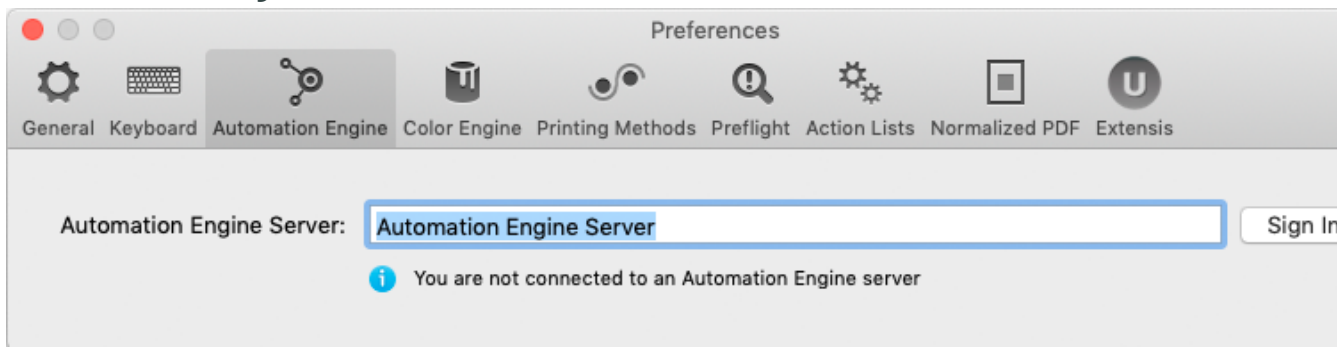 Preferences
General Keyboard Automation Engine Color Engine Printing Methods Preflight Action Lists Normalized PDF Extensis
Automation Engine Server: Automation Engine Server Sign In
You are not connected to an Automation Engine server